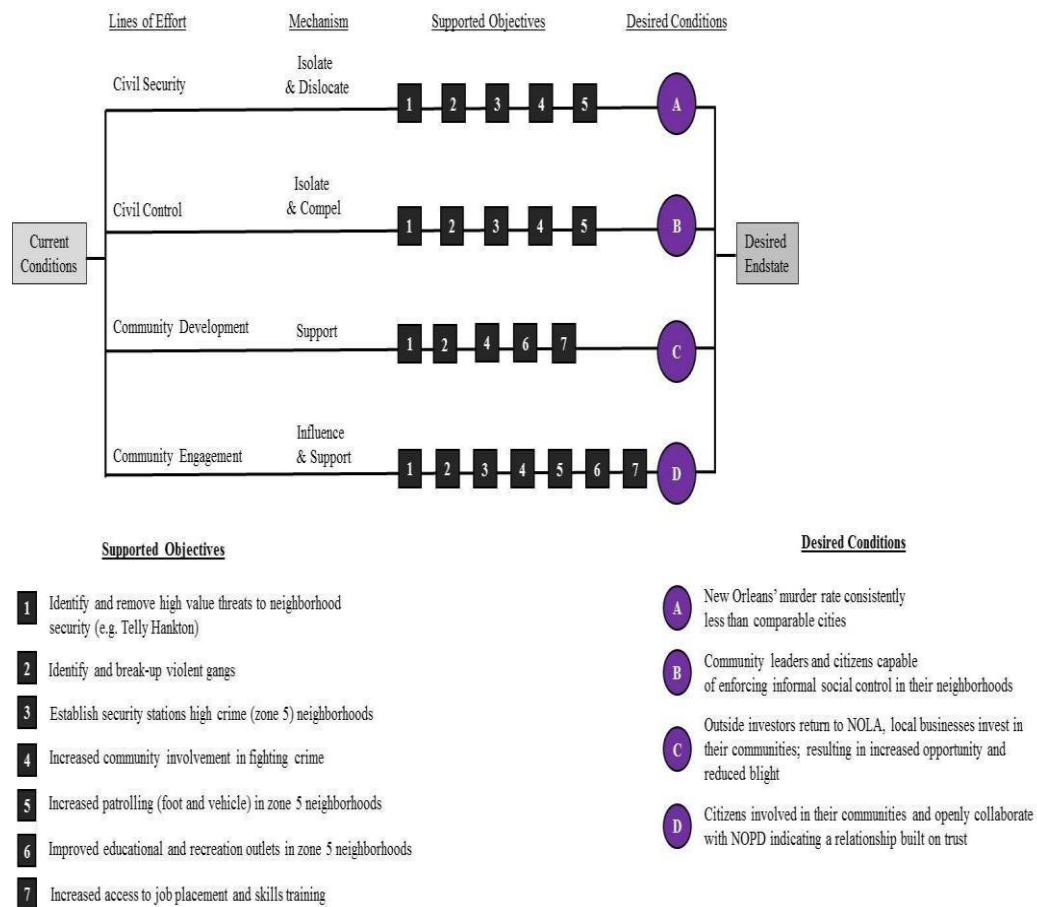 Lines of Effort Mechanism Supported Objectives Desired Conditions
Civil Security
Isolate
& Dislocate
1 2 3 4 5 A
Civil Control
Isolate
& Compel
1 2 3 4 5 B
Current
Conditions
Desired
Endstate
Community Development
Support
1 2 4 6 7 C
Community Engagement
Influence
& Support
1 2 3 4 5 6 7 D
Supported Objectives
1 Identify and remove high value threats to neighborhood
security (e.g. Telly Hankton)
2 Identify and break-up violent gangs
3 Establish security stations high crime (zone 5) neighborhoods
4 Increased community involvement in fighting crime
5 Increased patrolling (foot and vehicle) in zone 5 neighborhoods
6 Improved educational and recreation outlets in zone 5 neighborhoods
7 Increased access to job placement and skills training
Desired Conditions
A New Orleans' murder rate consistently
less than comparable cities
B Community leaders and citizens capable
of enforcing informal social control in their neighborhoods
C Outside investors return to NOLA, local businesses invest in
their communities; resulting in increased opportunity and
reduced blight
D Citizens involved in their communities and openly collaborate
with NOPD indicating a relationship built on trust